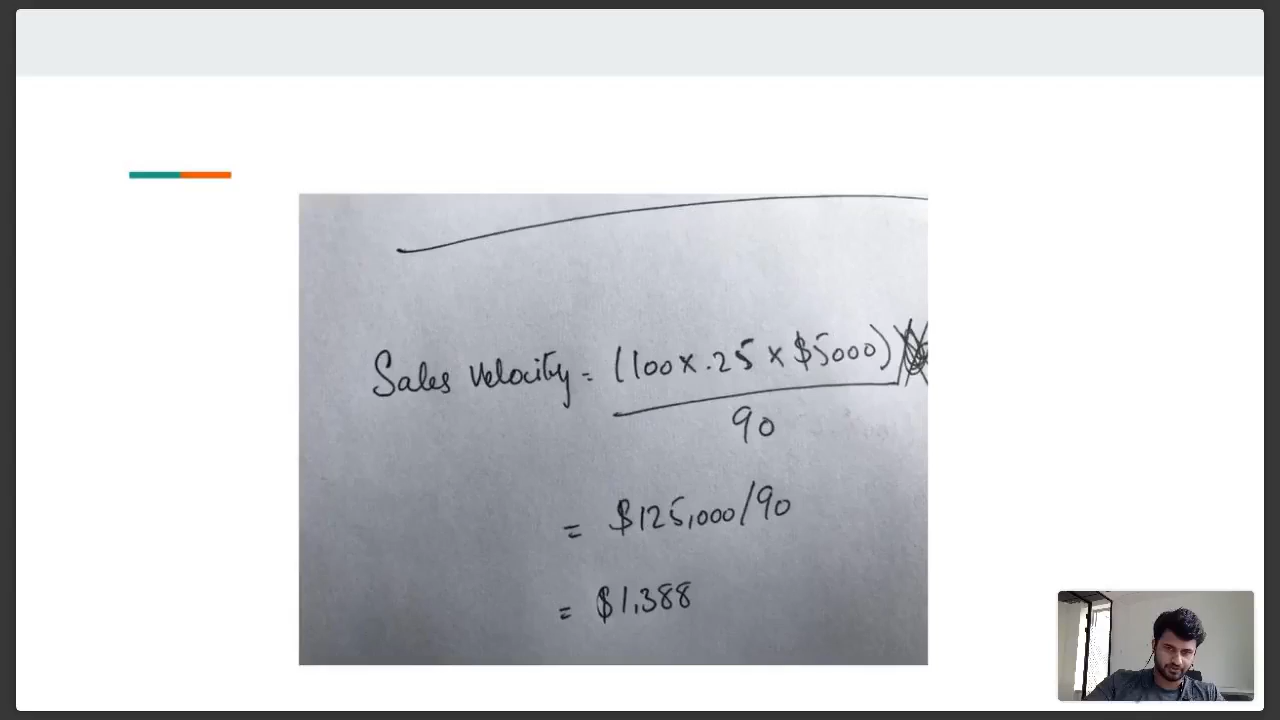 Sales Velocity = (100 x .25 x $5000)
90
= $125,000/90
= $1,388